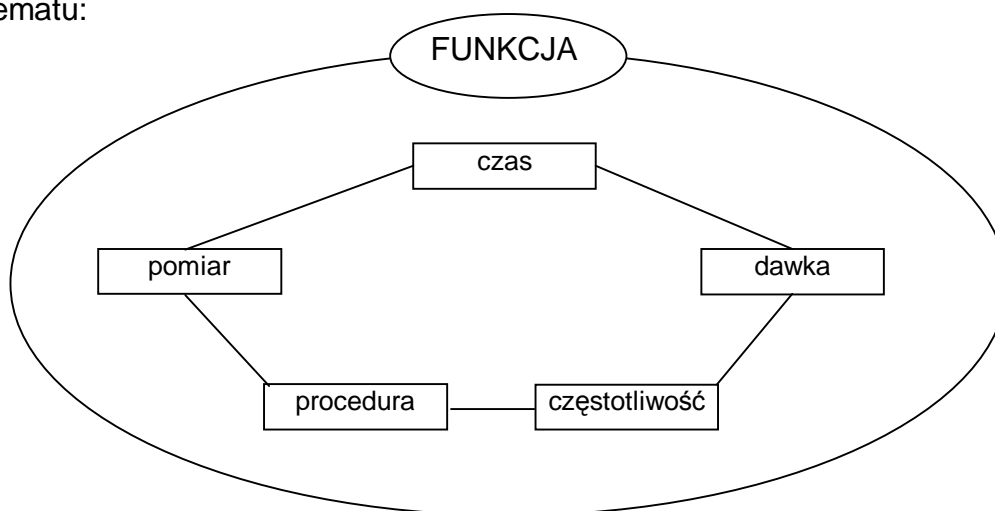 ematu:
FUNKCJA
czas
pomiar
dawka
procedura
częstotliwość